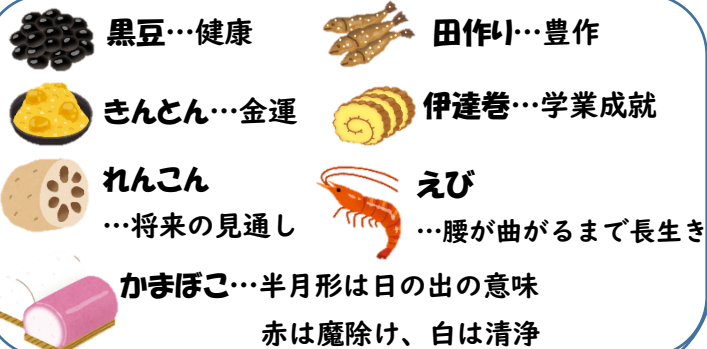 黒豆…健康
田作り…豊作
きんとん…金運
伊達巻…学業成就
れんこん
…将来の見通し
えび
…腰が曲がるまで長生き
かまぼこ…半月形は日の出の意味
赤は魔除け、白は清浄